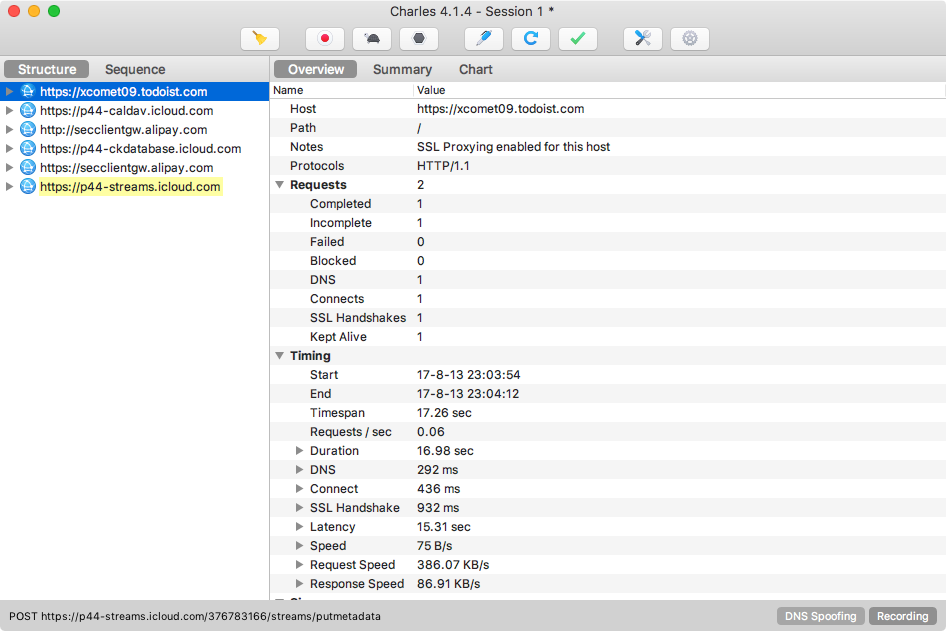 Charles 4.1.4 - Session 1 *
Structure Sequence
https://xcomet09.todoist.com
https://p44-caldav.icloud.com
http://secclientgw.alipay.com
https://p44-ckdatabase.icloud.com
https://secclientgw.alipay.com
https://p44-streams.icloud.com
Overview Summary Chart
Name Value
Host https://xcomet09.todoist.com
Path /
Notes SSL Proxying enabled for this host
Protocols HTTP/1.1
Requests 2
Completed 1
Incomplete 1
Failed 0
Blocked 0
DNS 1
Connects 1
SSL Handshakes 1
Kept Alive 1
Timing
Start 17-8-13 23:03:54
End 17-8-13 23:04:12
Timespan 17.26 sec
Requests / sec 0.06
Duration 16.98 sec
DNS 292 ms
Connect 436 ms
SSL Handshake 932 ms
Latency 15.31 sec
Speed 75 B/s
Request Speed 386.07 KB/s
Response Speed 86.91 KB/s
POST https://p44-streams.icloud.com/376783166/streams/putmetadata
DNS Spoofing Recording